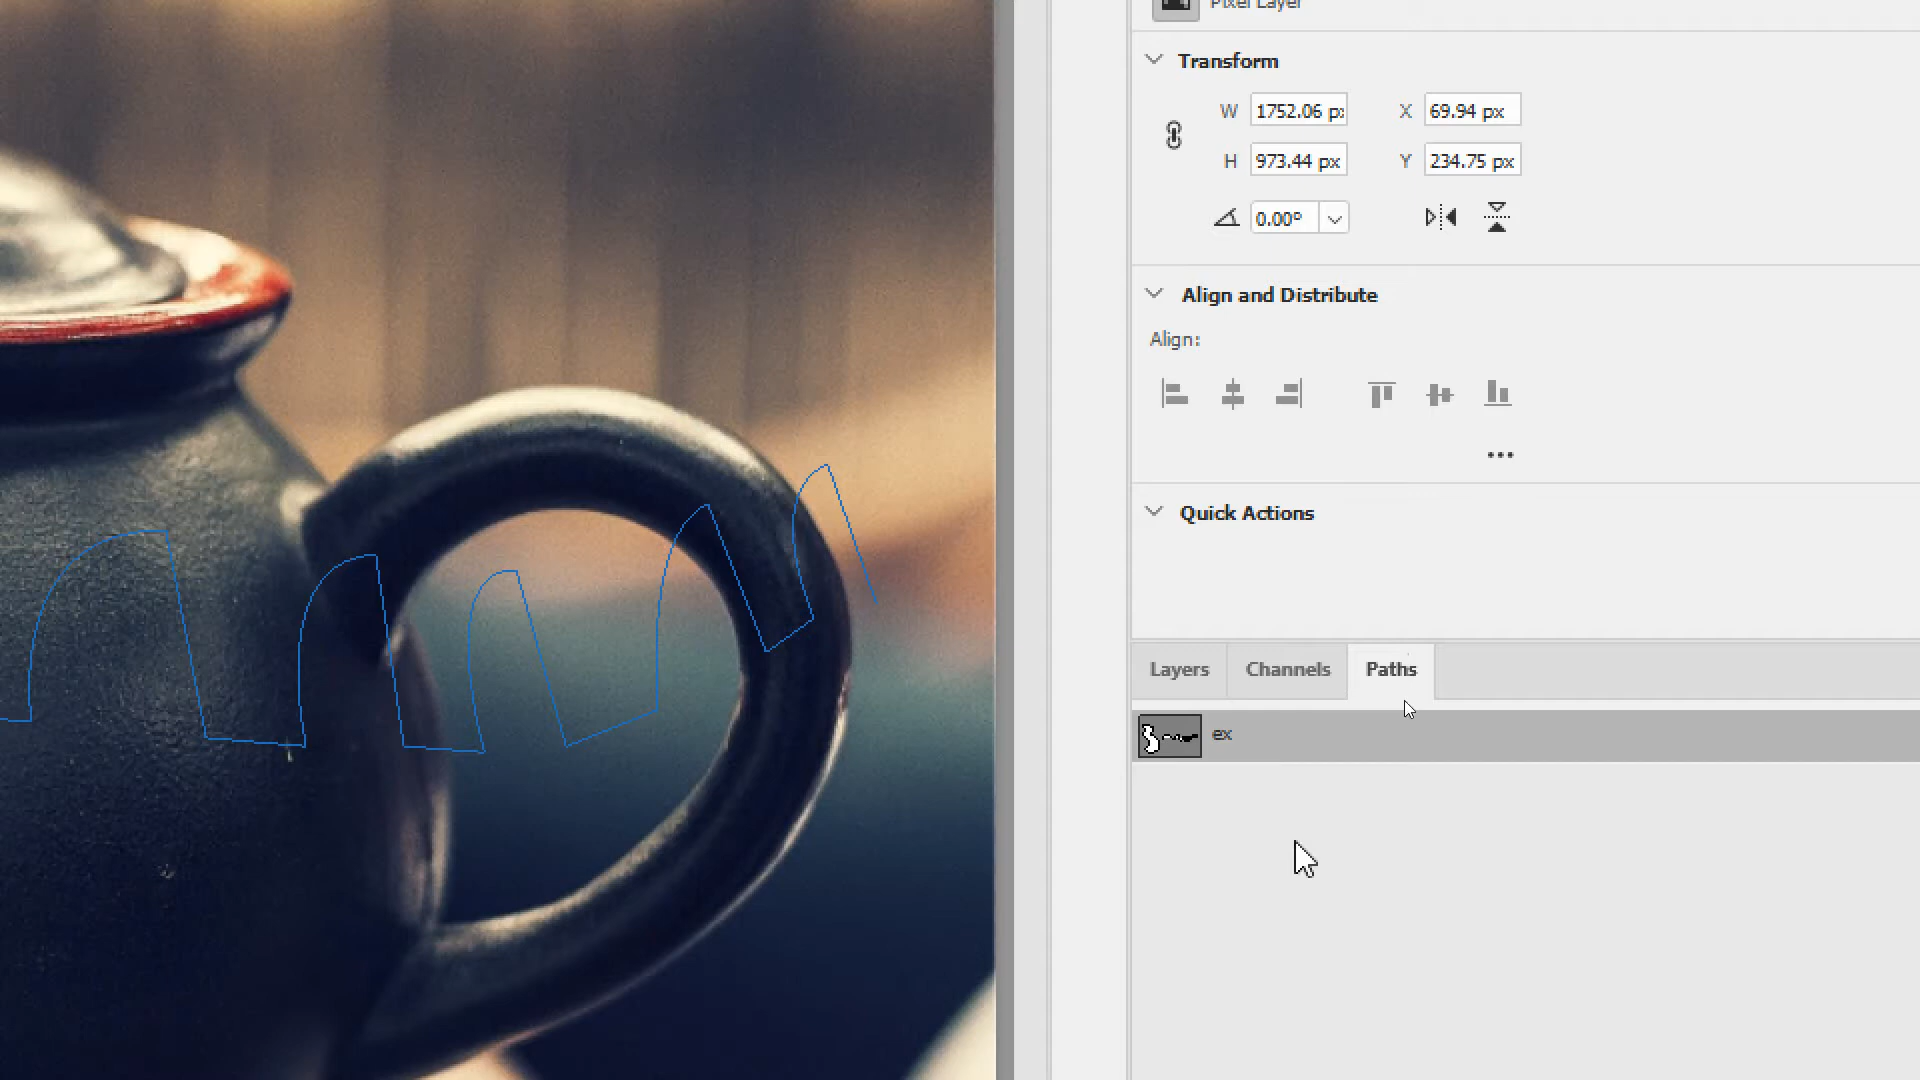 Pixel Layer
Transform
W 1752.06 px X 69.94 px
H 973.44 px Y 234.75 px
0.00º
Align and Distribute
Align:
Quick Actions
Layers Channels Paths
ex